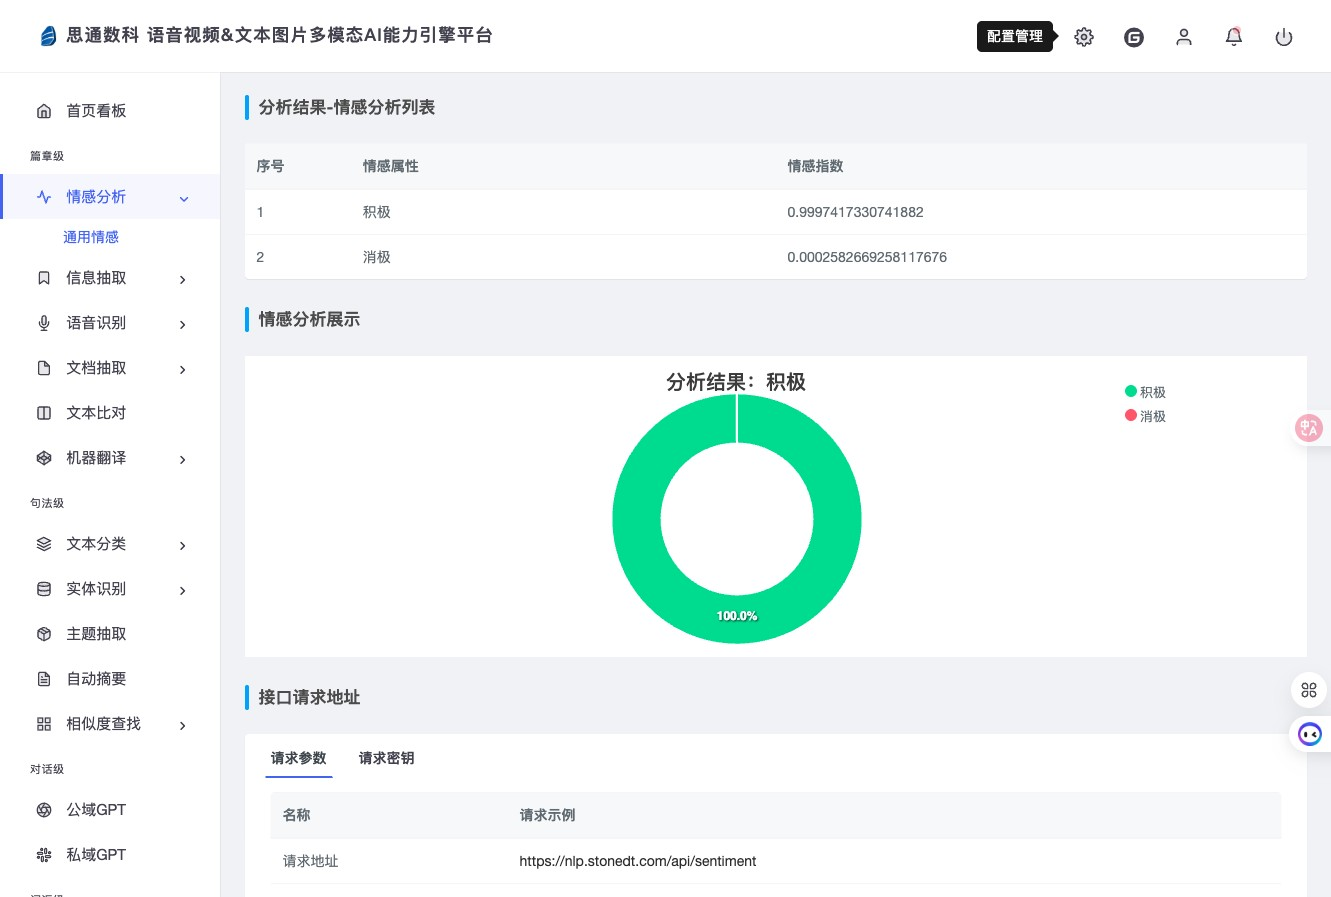 思通数科 语音视频&文本图片多模态AI能力引擎平台
配置管理
首页看板
篇章级
情感分析
通用情感
信息抽取
语音识别
文档抽取
文本比对
机器翻译
句法级
文本分类
实体识别
主题抽取
自动摘要
相似度查找
对话级
公域GPT
私域GPT
分析结果-情感分析列表
序号 情感属性 情感指数
1 积极 0.9997417330741882
2 消极 0.0002582669258117676
情感分析展示
分析结果：积极
积极
消极
100.0%
接口请求地址
请求参数 请求密钥
名称 请求示例
请求地址 https://nlp.stonedt.com/api/sentiment